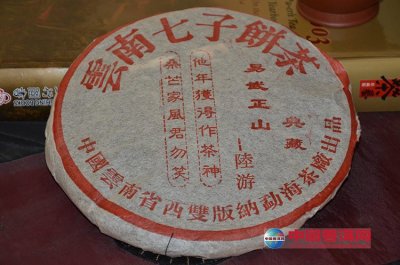 雲南七子餅茶
易武正山
典藏
桑苎家風君勿笑
他年獲得作茶神
—陸游
中國雲南省西雙版納勐海茶廠出品
103